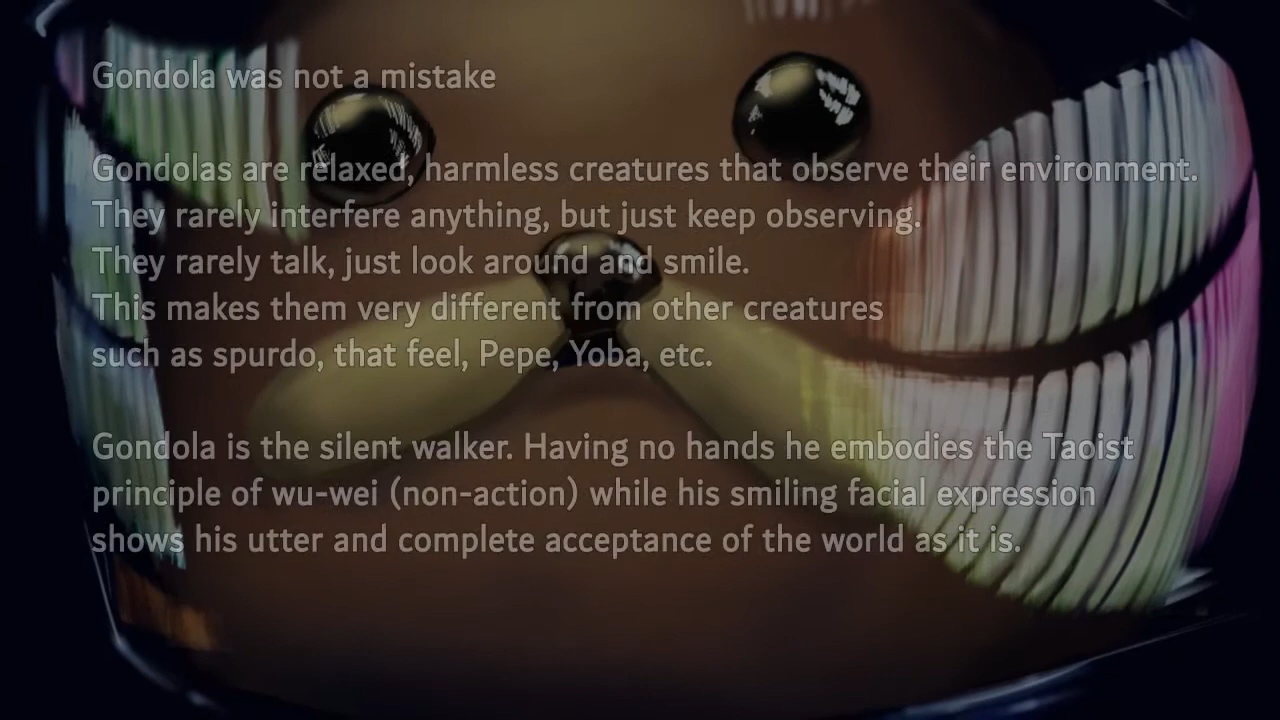 Gondola was not a mistake
Gondolas are relaxed, harmless creatures that observe their environment.
They rarely interfere anything, but just keep observing.
They rarely talk, just look around and smile.
This makes them very different from other creatures
such as spurdo, that feel, Pepe, Yoba, etc.
Gondola is the silent walker. Having no hands he embodies the Taoist
principle of wu-wei (non-action) while his smiling facial expression
shows his utter and complete acceptance of the world as it is.